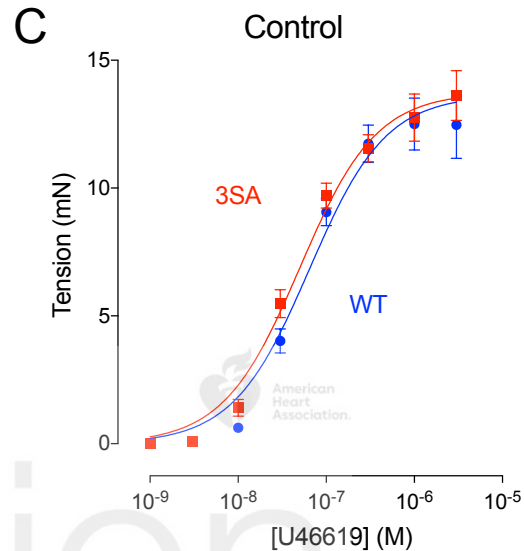 C
Control
15
10
5
0
Tension (mN)
3SA
WT
American
Heart
Association.
10⁻⁹ 10⁻⁸ 10⁻⁷ 10⁻⁶ 10⁻⁵
[U46619] (M)
ion